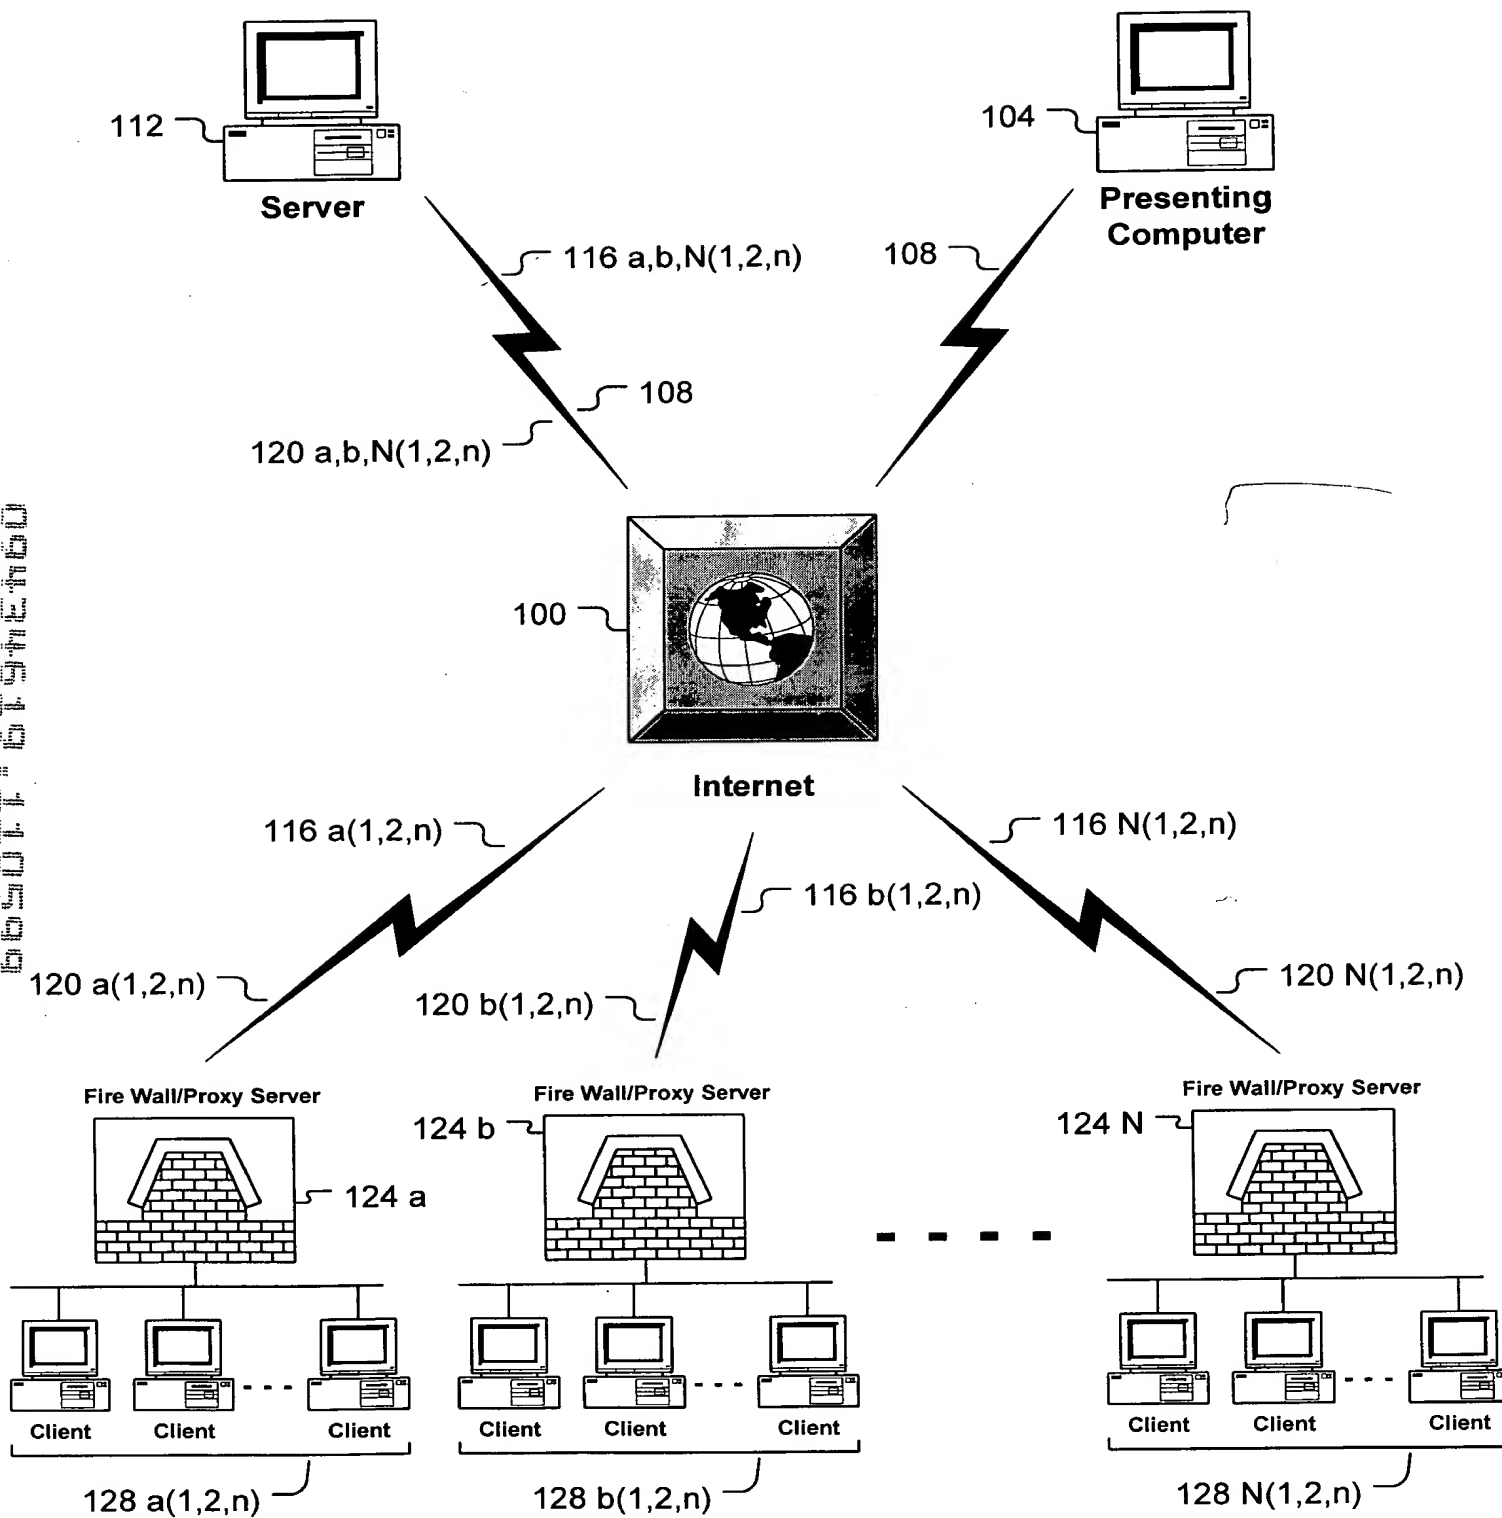 112
Server
104
Presenting
Computer
116 a,b,N(1,2,n)
108
108
120 a,b,N(1,2,n)
100
Internet
116 a(1,2,n)
116 N(1,2,n)
116 b(1,2,n)
120 a(1,2,n)
120 b(1,2,n)
120 N(1,2,n)
Fire Wall/Proxy Server
Fire Wall/Proxy Server
Fire Wall/Proxy Server
124 a
124 b
124 N
Client Client Client
Client Client Client
Client Client Client
128 a(1,2,n)
128 b(1,2,n)
128 N(1,2,n)